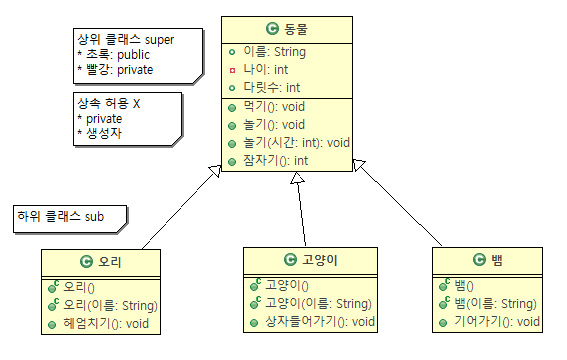 상위 클래스 super
* 초록: public
* 빨강: private
상속 허용 X
* private
* 생성자
하위 클래스 sub
C 동물
이름: String
나이: int
다릿수: int
먹기(): void
놀기(): void
놀기(시간: int): void
잠자기(): int
C 오리
C 오리()
C 오리(이름: String)
헤엄치기(): void
C 고양이
C 고양이()
C 고양이(이름: String)
상자들어가기(): void
C 뱀
C 뱀()
C 뱀(이름: String)
기어가기(): void